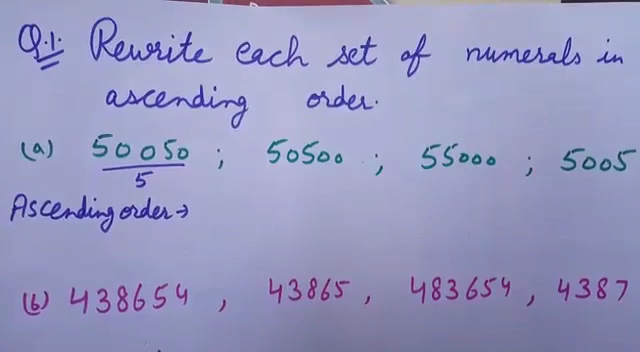 Q.1. Rewrite each set of numerals in
ascending order.
(a) 50050 ; 50500 ; 55000 ; 5005
5
Ascending order →
(b) 438654 , 43865 , 483654 , 4387